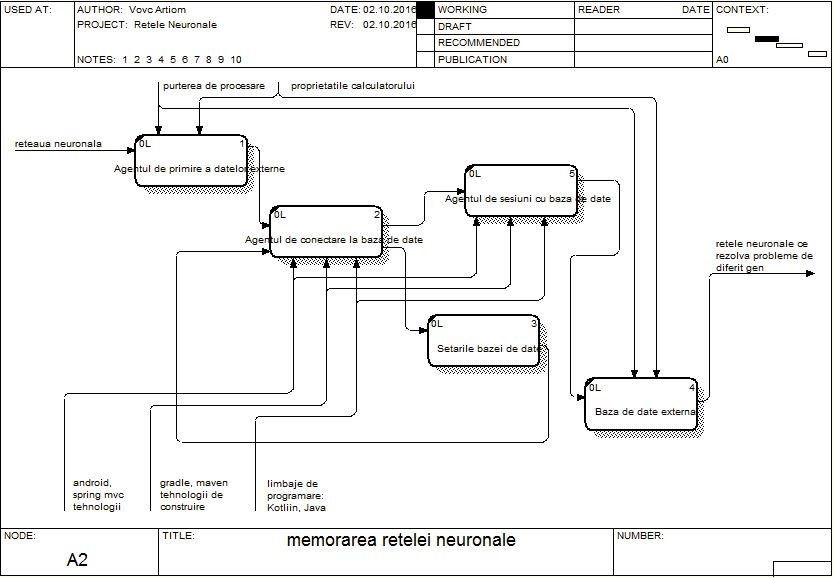 USED AT:
AUTHOR: Vovc Artiom
DATE: 02.10.2016
PROJECT: Retele Neuronale
REV: 02.10.2016
NOTES: 1 2 3 4 5 6 7 8 9 10
WORKING
DRAFT
RECOMMENDED
PUBLICATION
READER DATE
CONTEXT:
A0
purterea de procesare
proprietatile calculatorului
reteaua neuronala
0L 1
Agentul de primire a datelor externe
0L 2
Agentul de conectare la baza de date
0L 5
Agentul de sesiuni cu baza de date
0L 3
Setarile bazei de date
0L 4
Baza de date externa
retele neuronale ce
rezolva probleme de
diferit gen
android,
spring mvc
tehnologii
gradle, maven
tehnologii de
construire
limbaje de
programare:
Kotliin, Java
NODE:
A2
TITLE:
memorarea retelei neuronale
NUMBER: